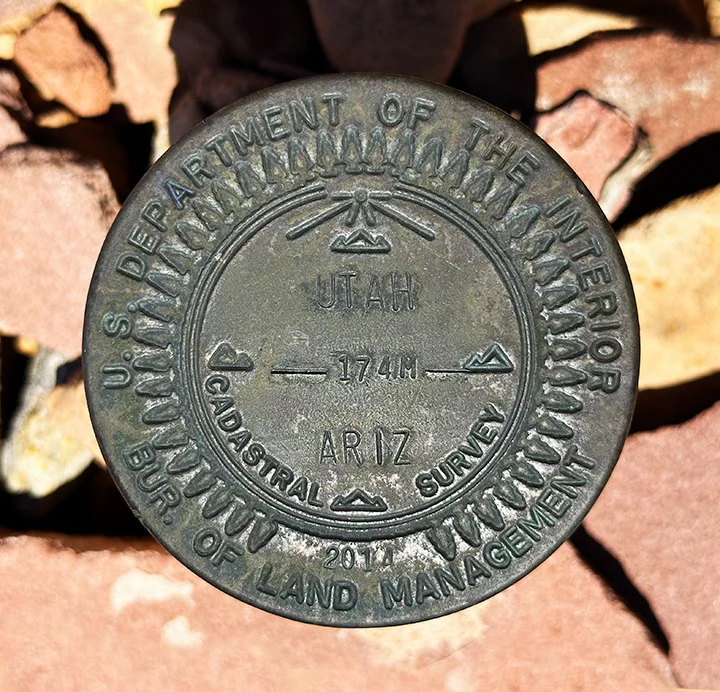 U.S. DEPARTMENT OF THE INTERIOR
UTAH
174M
ARIZ
CADASTRAL SURVEY
2014
BUR. OF LAND MANAGEMENT